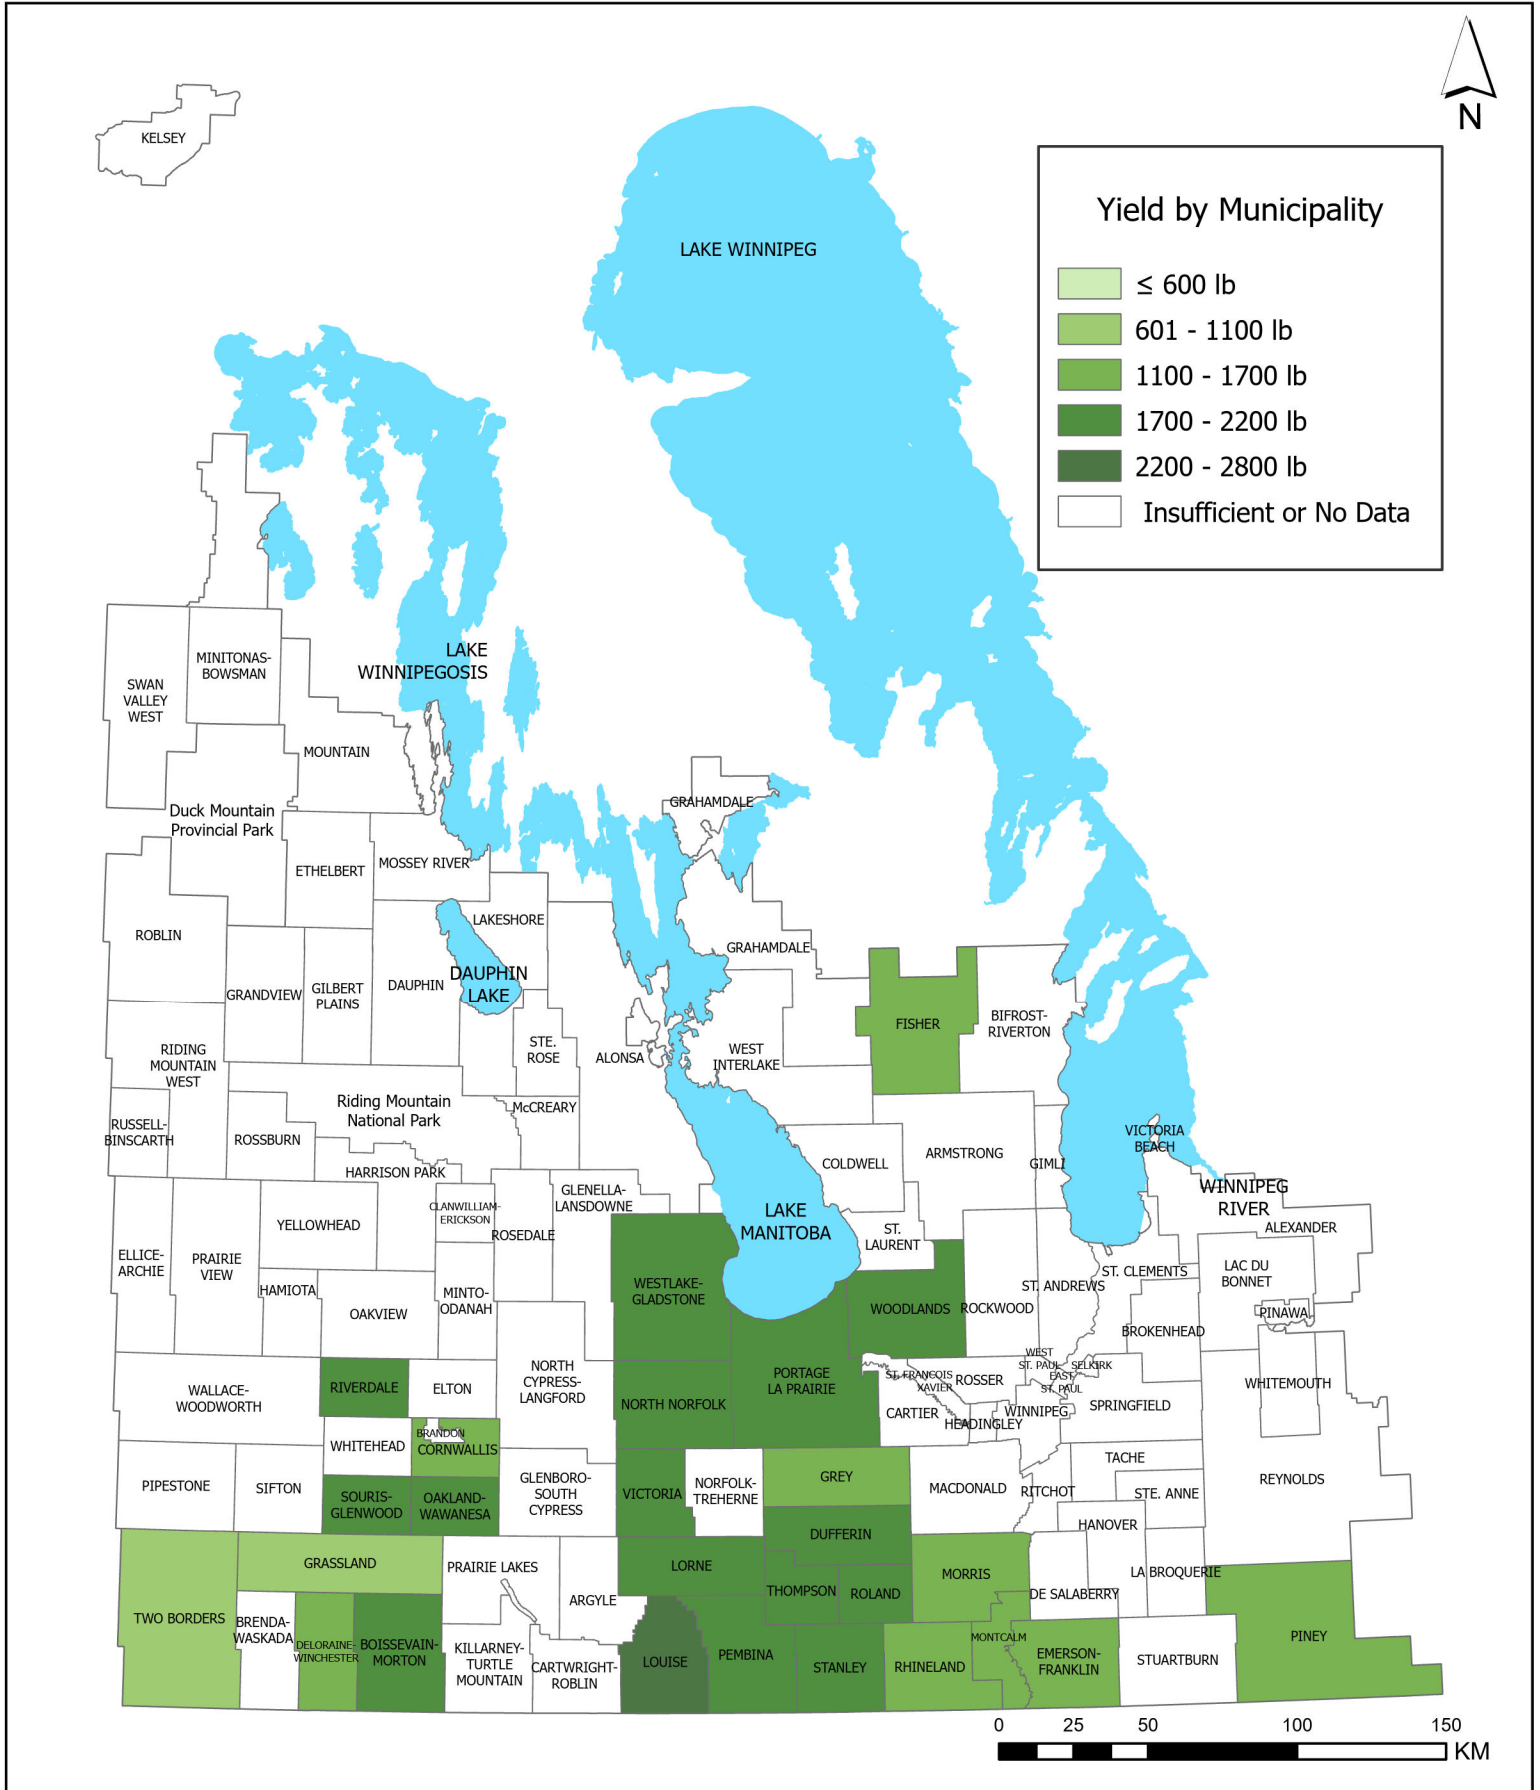 N
KELSEY
LAKE WINNIPEG
Yield by Municipality
≤ 600 lb
601 - 1100 lb
1100 - 1700 lb
1700 - 2200 lb
2200 - 2800 lb
Insufficient or No Data
LAKE
WINNIPEGOSIS
MINITONAS-
BOWSMAN
SWAN
VALLEY
WEST
MOUNTAIN
Duck Mountain
Provincial Park
GRAHAMDALE
ETHELBERT
MOSSEY RIVER
LAKESHORE
ROBLIN
GRAHAMDALE
DAUPHIN
LAKE
DAUPHIN
GRANDVIEW
GILBERT
PLAINS
FISHER
BIFROST-
RIVERTON
STE.
ROSE
ALONSA
WEST
INTERLAKE
RIDING
MOUNTAIN
WEST
Riding Mountain
National Park
McCREARY
RUSSELL-
BINSCARTH
ROSSBURN
VICTORIA
BEACH
ARMSTRONG
COLDWELL
GIMLI
HARRISON PARK
GLENELLA-
LANSDOWNE
WINNIPEG
RIVER
ALEXANDER
CLANWILLIAM-
ERICKSON
YELLOWHEAD
LAKE
MANITOBA
ROSEDALE
ST.
LAURENT
ELLICE-
ARCHIE
PRAIRIE
VIEW
LAC DU
BONNET
ST. CLEMENTS
ST. ANDREWS
HAMIOTA
WESTLAKE-
GLADSTONE
MINTO-
ODANAH
OAKVIEW
WOODLANDS
ROCKWOOD
PINAWA
BROKENHEAD
WEST
ST. PAUL
SELKIRK
EAST
ST. PAUL
NORTH
CYPRESS-
LANGFORD
PORTAGE
LA PRAIRIE
ST. FRANCOIS
XAVIER
ROSSER
WHITEMOUTH
RIVERDALE
ELTON
WALLACE-
WOODWORTH
NORTH NORFOLK
CARTIER
HEADINGLEY
WINNIPEG
SPRINGFIELD
BRANDON
CORNWALLIS
WHITEHEAD
TACHE
REYNOLDS
PIPESTONE
SIFTON
GLENBORO-
SOUTH
CYPRESS
VICTORIA
NORFOLK-
TREHERNE
GREY
MACDONALD
RITCHOT
STE. ANNE
SOURIS-
GLENWOOD
OAKLAND-
WAWANESA
HANOVER
DUFFERIN
GRASSLAND
PRAIRIE LAKES
LORNE
MORRIS
LA BROQUERIE
DE SALABERRY
THOMPSON
ROLAND
ARGYLE
TWO BORDERS
BRENDA-
WASKADA
DELORAINE-
WINCHESTER
BOISSEVAIN-
MORTON
KILLARNEY-
TURTLE
MOUNTAIN
CARTWRIGHT-
ROBLIN
LOUISE
PEMBINA
STANLEY
RHINELAND
MONTCALM
EMERSON-
FRANKLIN
STUARTBURN
PINEY
0 25 50 100 150
KM